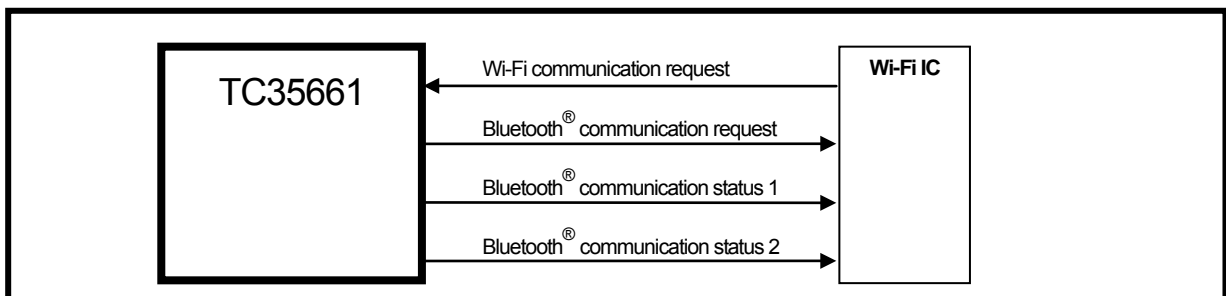 TC35661
Wi-Fi communication request
Wi-Fi IC
Bluetooth® communication request
Bluetooth® communication status 1
Bluetooth® communication status 2